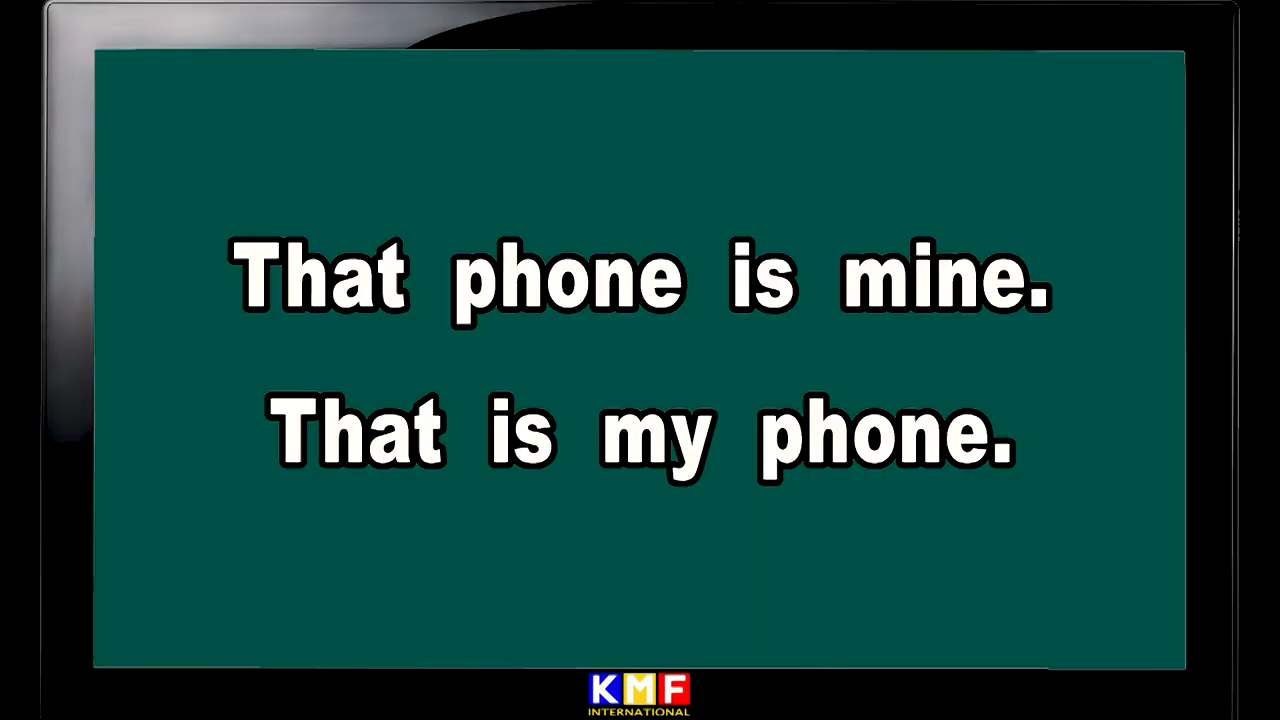 That phone is mine.
That is my phone.
KMF
INTERNATIONAL